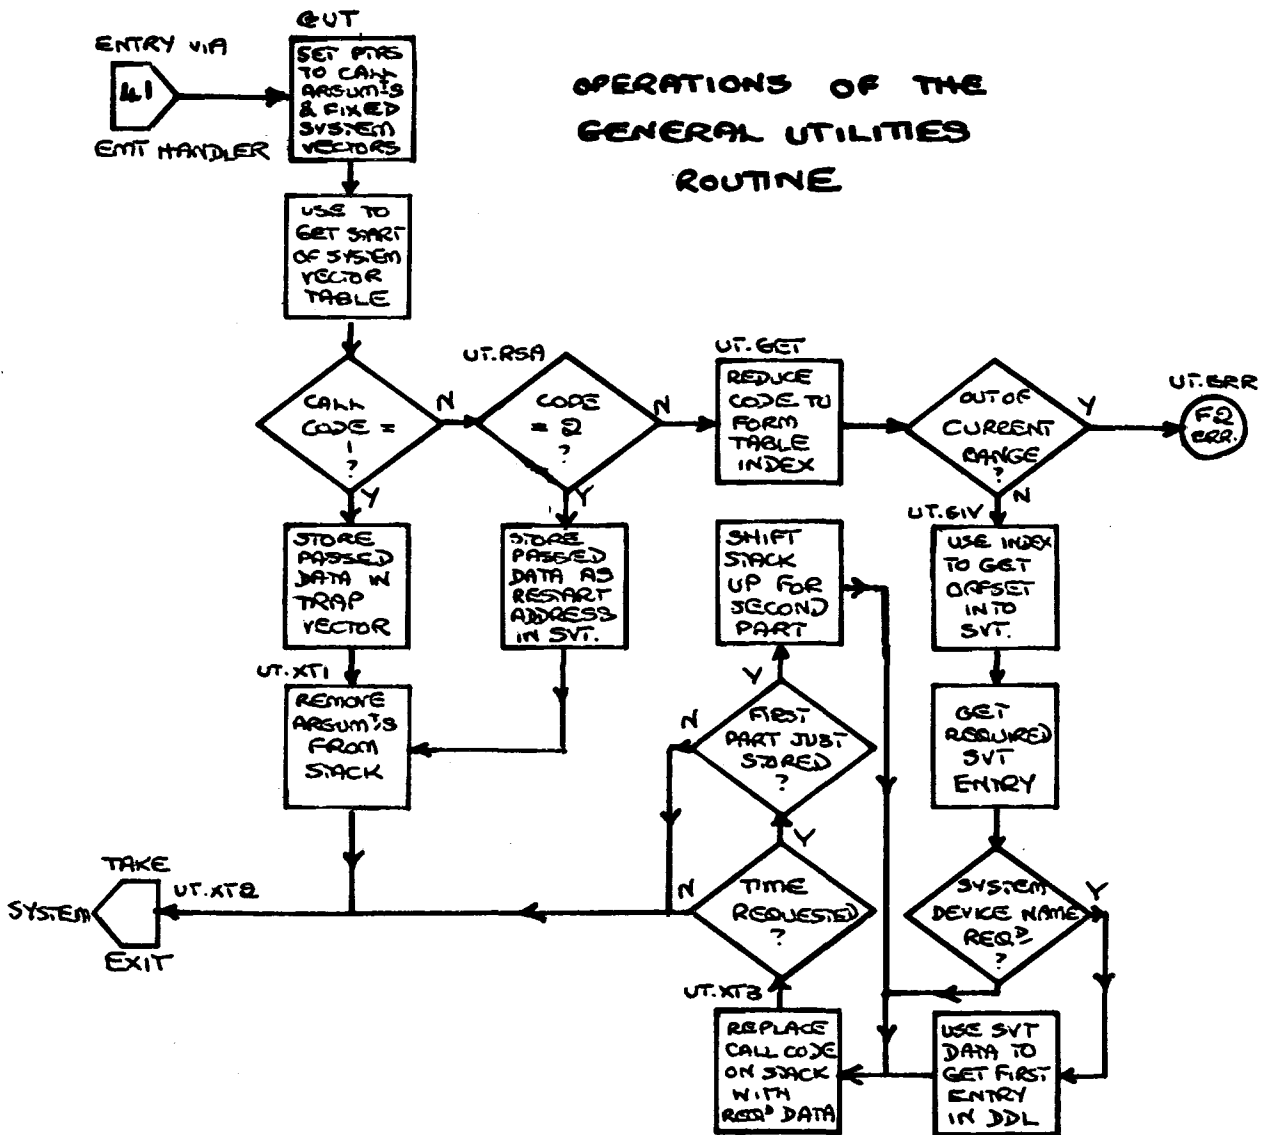 @UT
ENTRY VIA
41
EMT HANDLER
SET PTRS
TO CALL
ARGUMTS
& FIXED
SYSTEM
VECTORS
OPERATIONS OF THE
GENERAL UTILITIES
ROUTINE
USE TO
GET START
OF SYSTEM
VECTOR
TABLE
CALL
CODE =
1
?
N
Y
UT.RSA
CODE
= 2
?
N
Y
UT.GET
REDUCE
CODE TO
FORM
TABLE
INDEX
OUT OF
CURRENT
RANGE
?
Y
N
UT.ERR
F2
ERR.
STORE
PASSED
DATA IN
TRAP
VECTOR
STORE
PASSED
DATA AS
RESTART
ADDRESS
IN SVT.
SHIFT
STACK
UP FOR
SECOND
PART
UT.GIV
USE INDEX
TO GET
OFFSET
INTO
SVT.
UT.XT1
REMOVE
ARGUMTS
FROM
STACK
Y
N
FIRST
PART JUST
STORED
?
GET
REQUIRED
SVT
ENTRY
TAKE
SYSTEM
EXIT
UT.XT2
Y
N
TIME
REQUESTED
?
SYSTEM
DEVICE NAME
REQD
?
Y
UT.XT3
REPLACE
CALL CODE
ON STACK
WITH
REQD DATA
USE SVT
DATA TO
GET FIRST
ENTRY
IN DDL